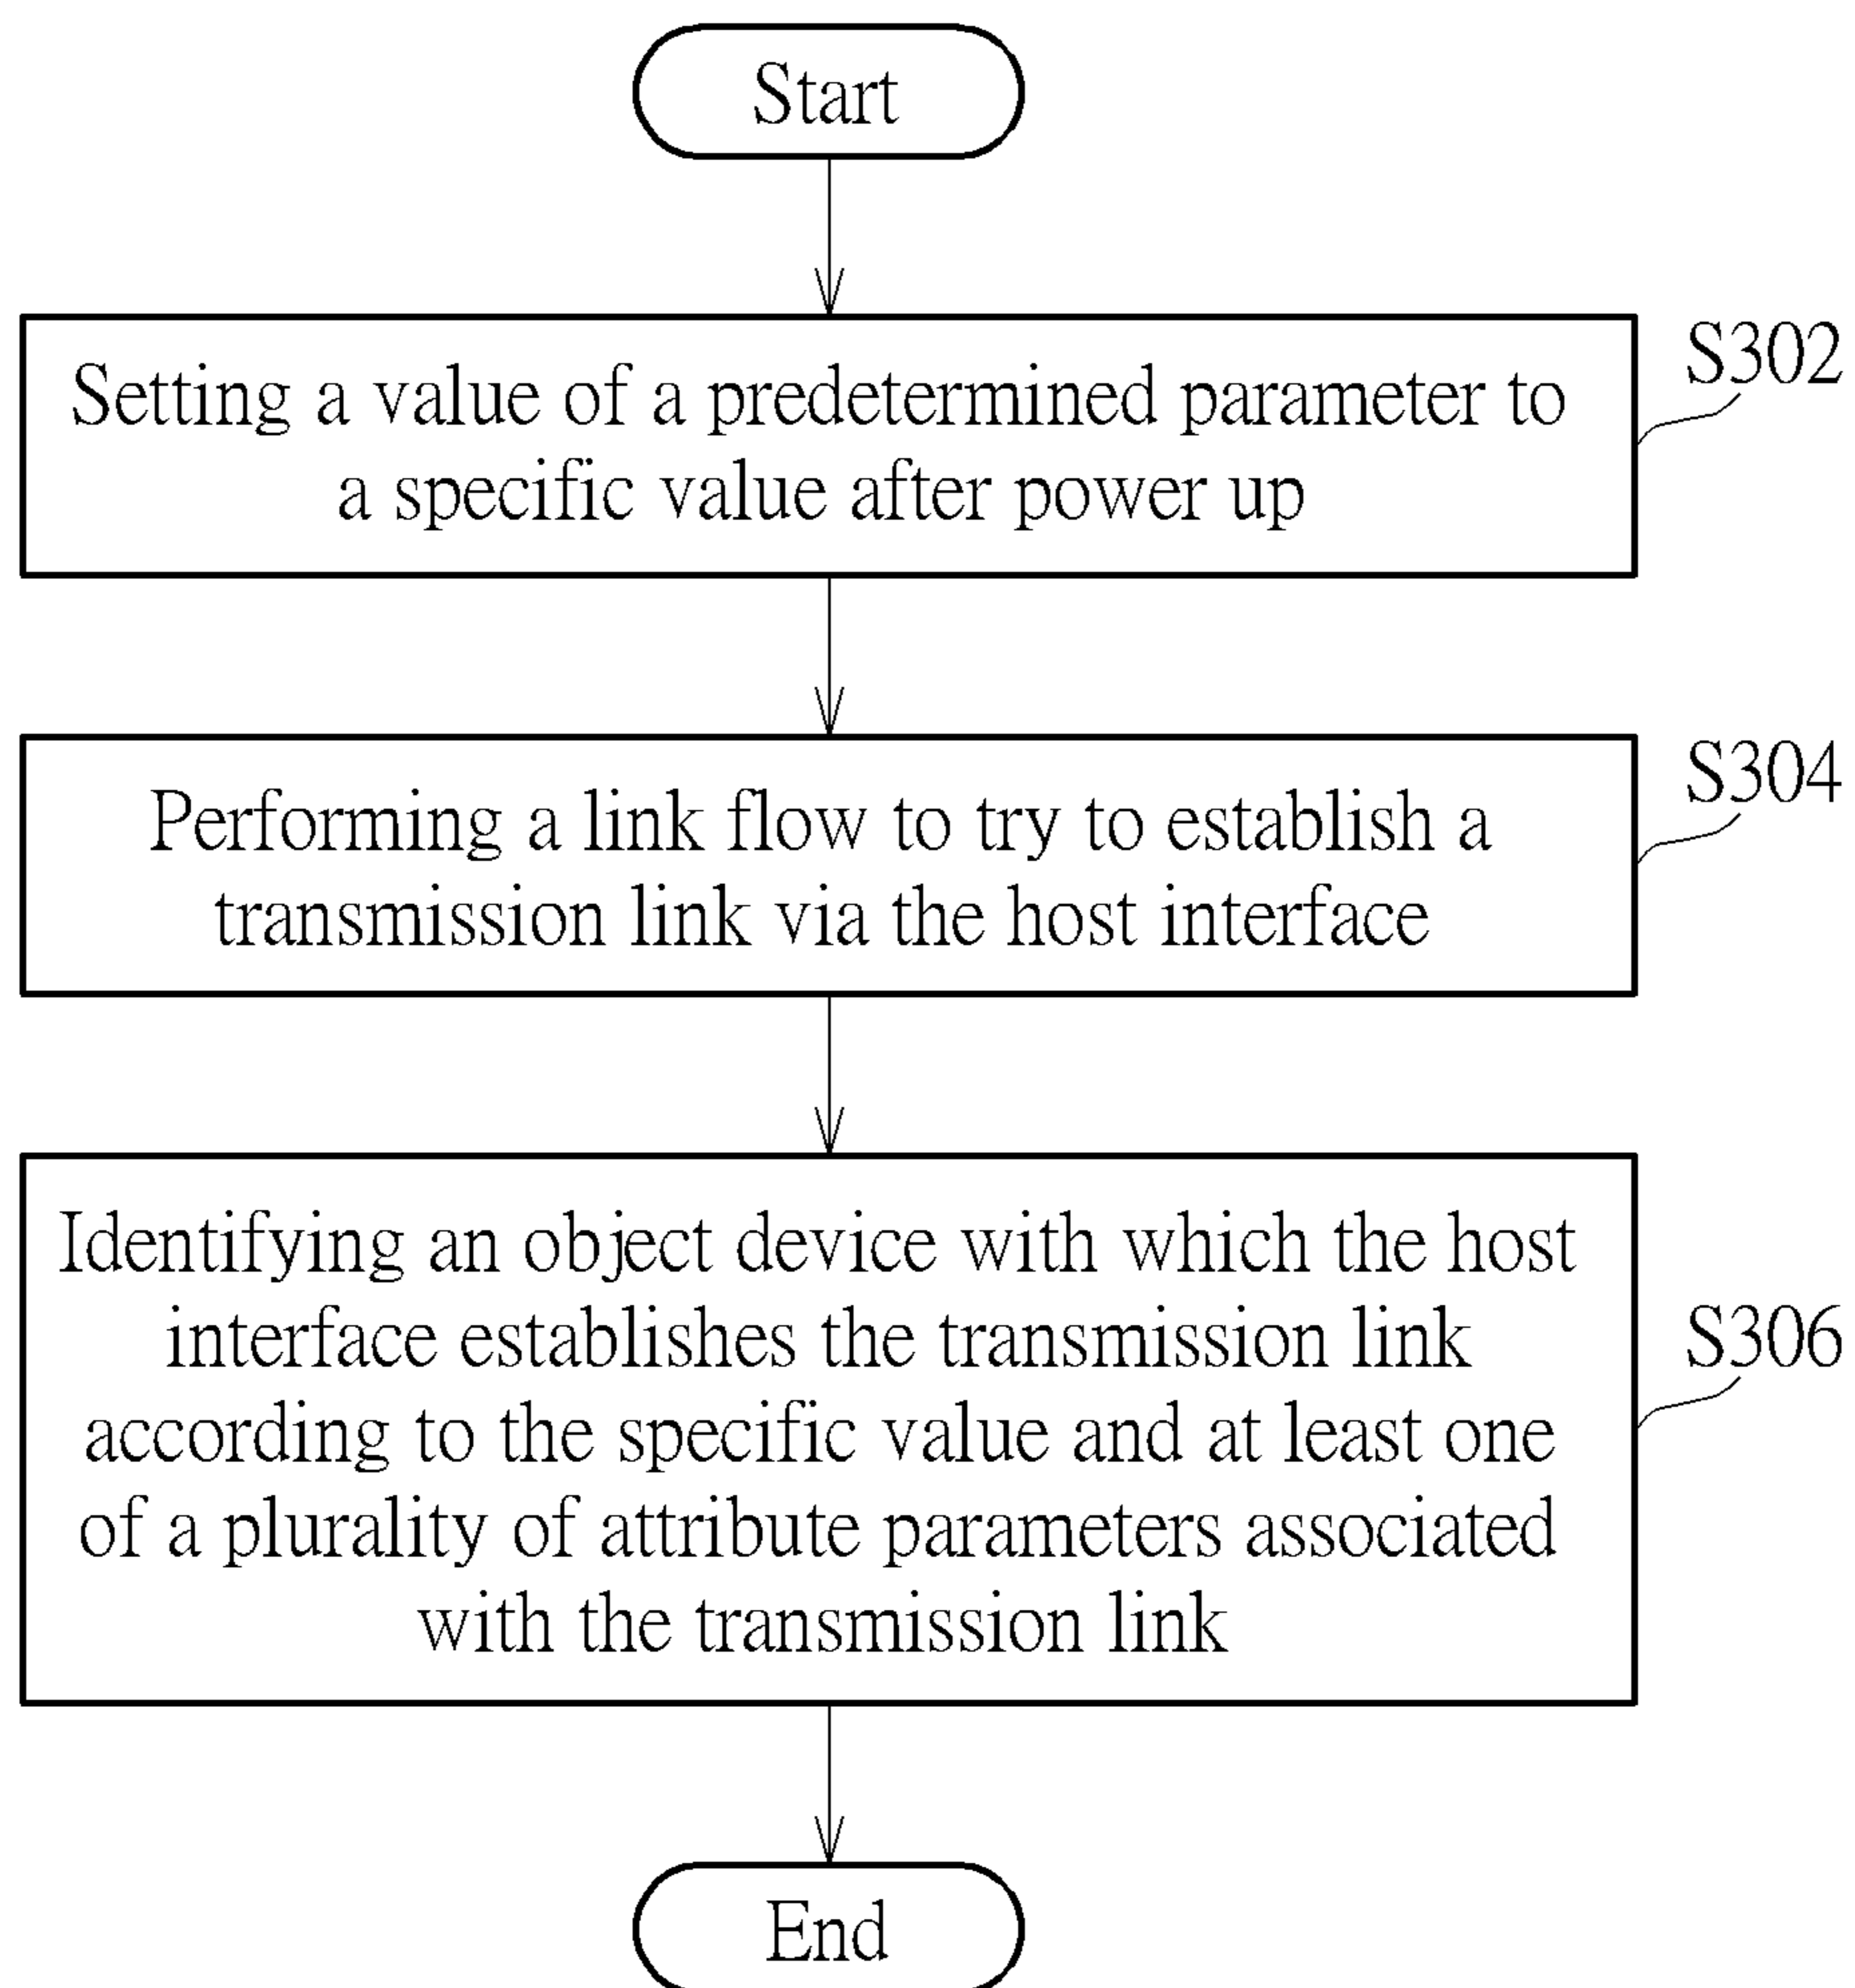 Start
Setting a value of a predetermined parameter to
a specific value after power up
S302
Performing a link flow to try to establish a
transmission link via the host interface
S304
Identifying an object device with which the host
interface establishes the transmission link
according to the specific value and at least one
of a plurality of attribute parameters associated
with the transmission link
S306
End